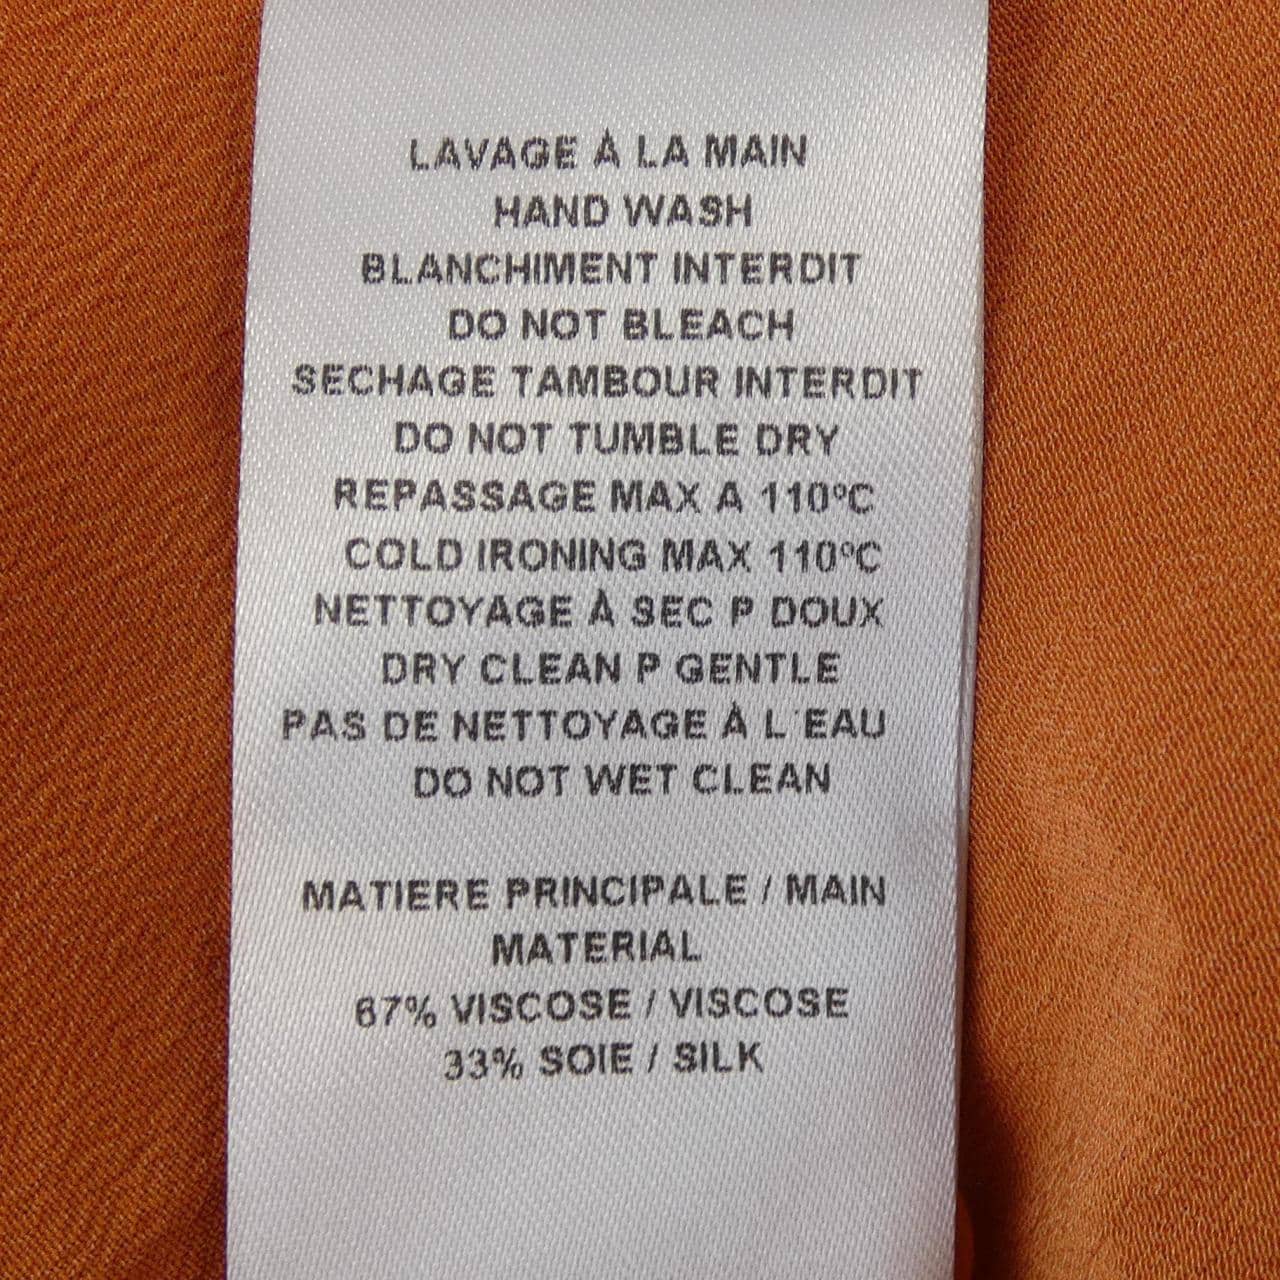 LAVAGE À LA MAIN
HAND WASH
BLANCHIMENT INTERDIT
DO NOT BLEACH
SECHAGE TAMBOUR INTERDIT
DO NOT TUMBLE DRY
REPASSAGE MAX A 110°C
COLD IRONING MAX 110°C
NETTOYAGE À SEC P DOUX
DRY CLEAN P GENTLE
PAS DE NETTOYAGE À L'EAU
DO NOT WET CLEAN
MATIERE PRINCIPALE / MAIN
MATERIAL
67% VISCOSE / VISCOSE
33% SOIE / SILK